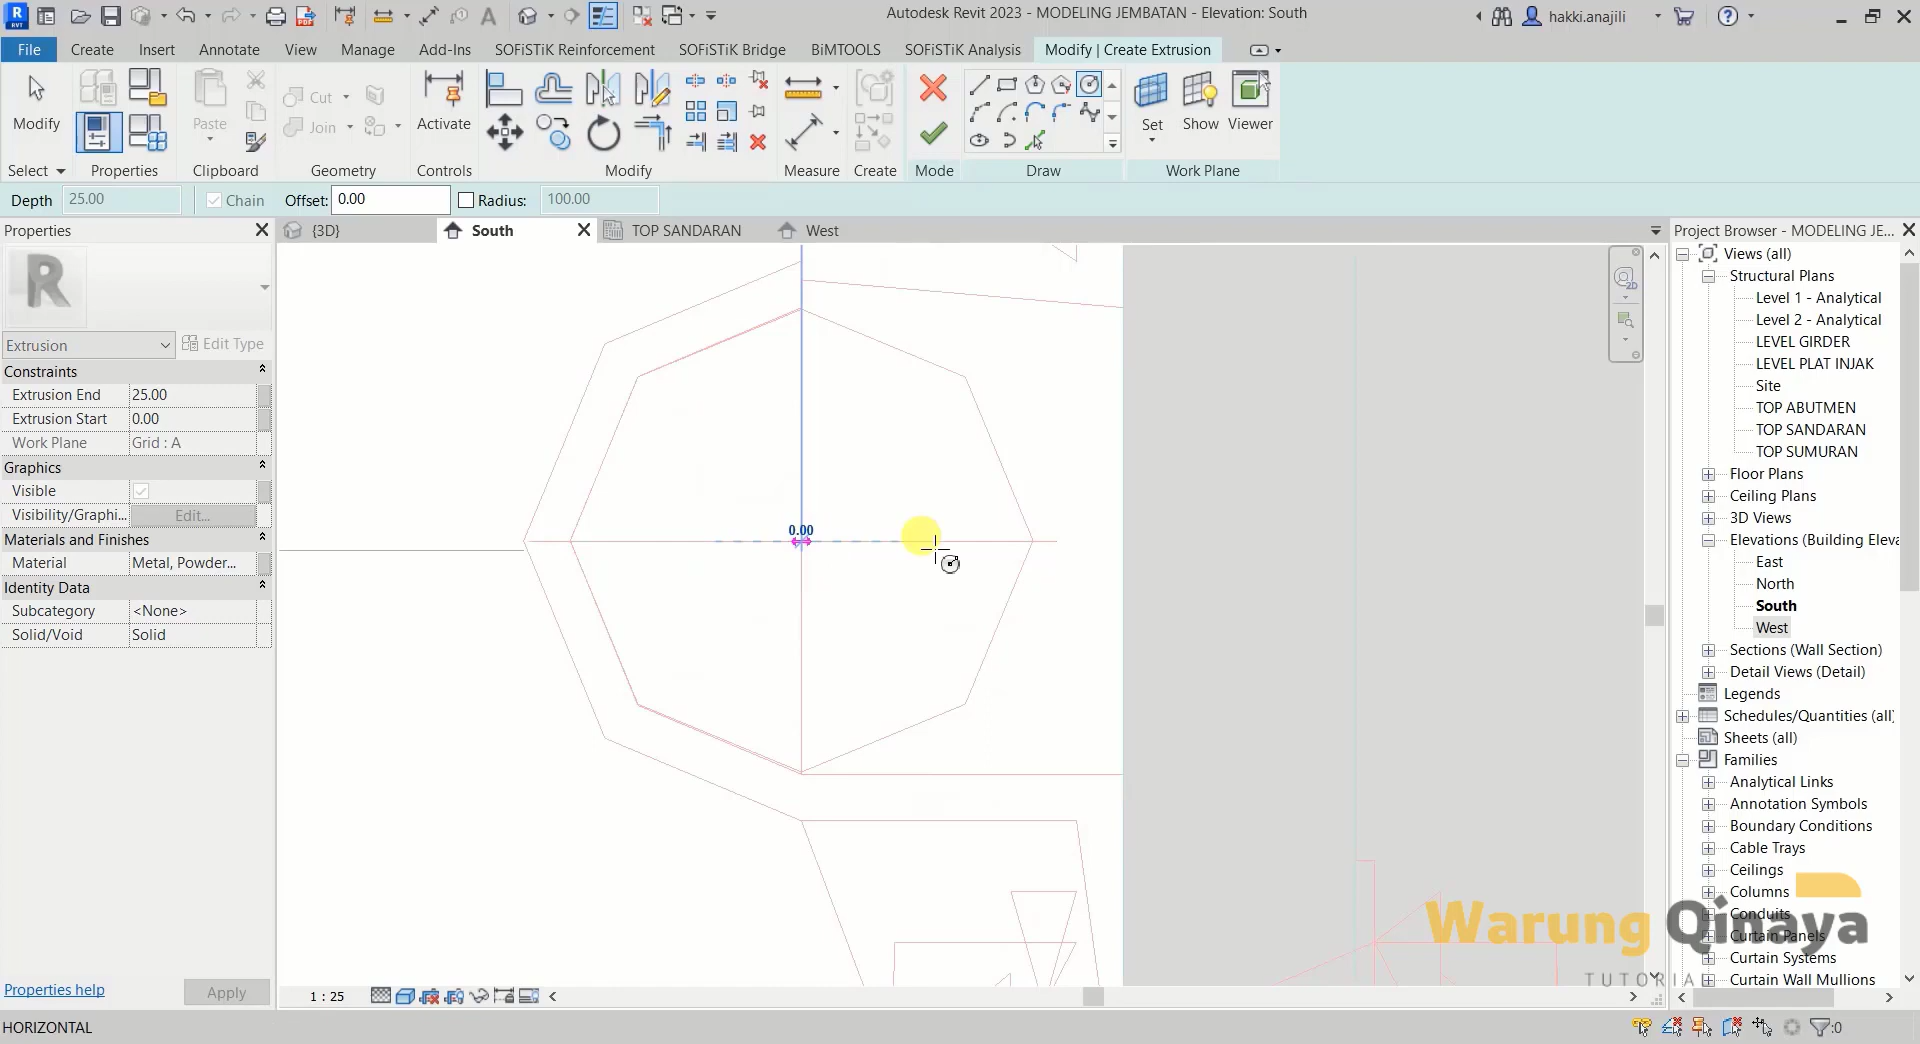 Autodesk Revit 2023 - MODELING JEMBATAN - Elevation: South
hakki.anajili
File
Create
Insert
Annotate
View
Manage
Add-Ins
SOFiSTiK Reinforcement
SOFiSTiK Bridge
BiMTOOLS
SOFiSTiK Analysis
Modify | Create Extrusion
Modify
Paste
Cut
Join
Activate
Set
Show
Viewer
Select
Properties
Clipboard
Geometry
Controls
Modify
Measure
Create
Mode
Draw
Work Plane
Depth
25.00
Chain
Offset:
0.00
Radius:
100.00
Properties
{3D}
South
TOP SANDARAN
West
Project Browser - MODELING JE...
R
Extrusion
Edit Type
Constraints
Extrusion End
25.00
Extrusion Start
0.00
Work Plane
Grid : A
Graphics
Visible
Visibility/Graphi...
Edit...
Materials and Finishes
Material
Metal, Powder...
Identity Data
Subcategory
<None>
Solid/Void
Solid
Properties help
Apply
0.00
2D
Views (all)
Structural Plans
Level 1 - Analytical
Level 2 - Analytical
LEVEL GIRDER
LEVEL PLAT INJAK
Site
TOP ABUTMEN
TOP SANDARAN
TOP SUMURAN
Floor Plans
Ceiling Plans
3D Views
Elevations (Building Eleva
East
North
South
West
Sections (Wall Section)
Detail Views (Detail)
Legends
Schedules/Quantities (all)
Sheets (all)
Families
Analytical Links
Annotation Symbols
Boundary Conditions
Cable Trays
Ceilings
Columns
Conduits
Curtain Panels
Curtain Systems
Curtain Wall Mullions
Warung Qinaya
TUTORIAL
1 : 25
HORIZONTAL
:0